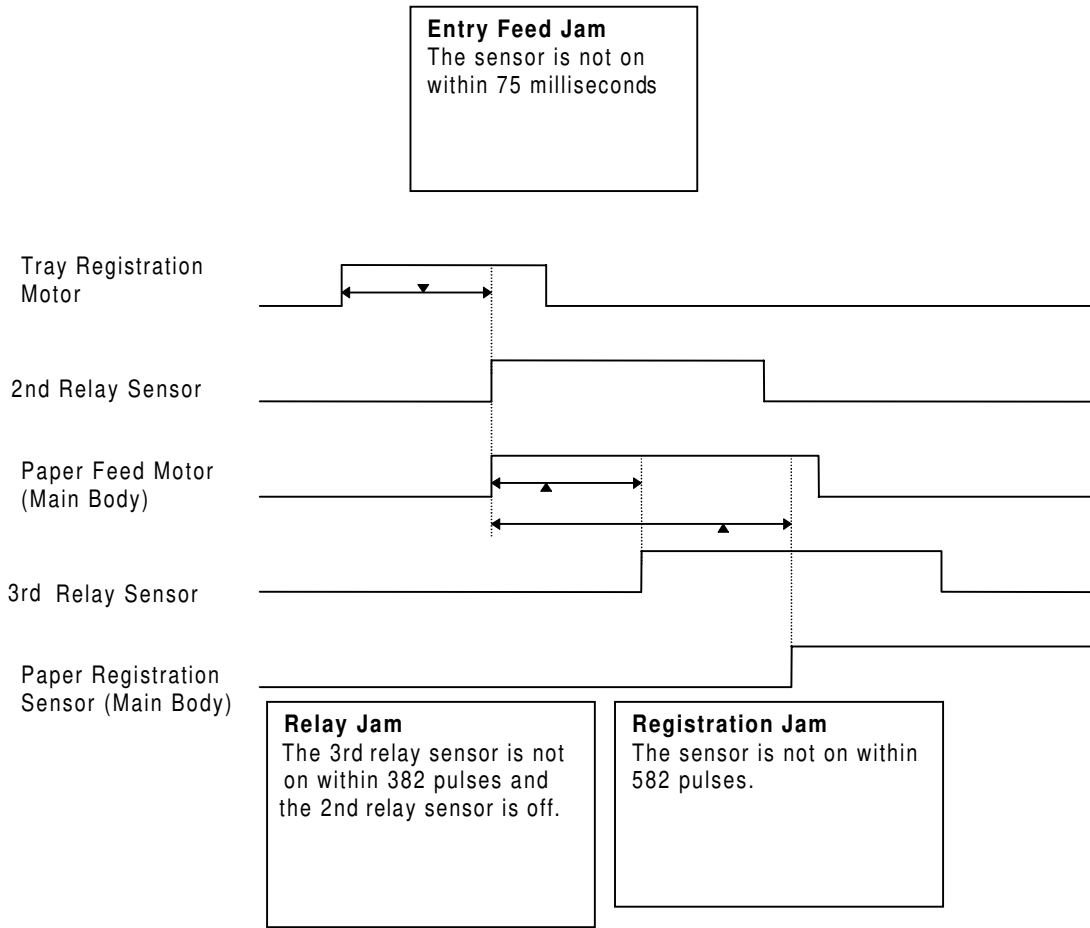 Entry Feed Jam
The sensor is not on
within 75 milliseconds
Tray Registration
Motor
2nd Relay Sensor
Paper Feed Motor
(Main Body)
3rd Relay Sensor
Paper Registration
Sensor (Main Body)
Relay Jam
The 3rd relay sensor is not
on within 382 pulses and
the 2nd relay sensor is off.
Registration Jam
The sensor is not on within
582 pulses.